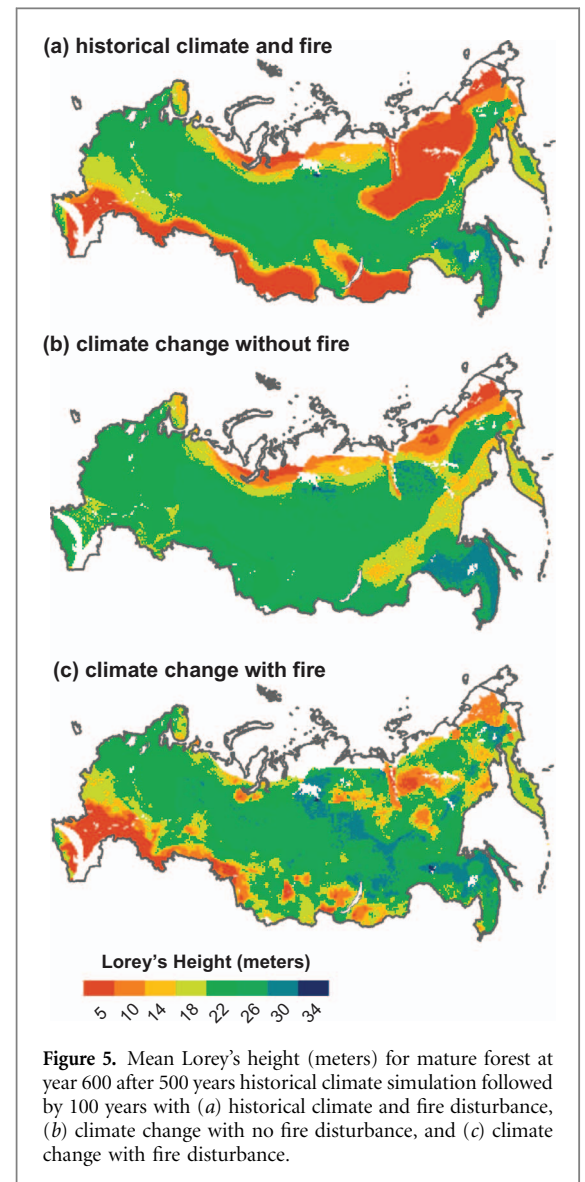 (a) historical climate and fire
(b) climate change without fire
(c) climate change with fire
Lorey's Height (meters)
5 10 14 18 22 26 30 34
Figure 5. Mean Lorey's height (meters) for mature forest at
year 600 after 500 years historical climate simulation followed
by 100 years with (a) historical climate and fire disturbance,
(b) climate change with no fire disturbance, and (c) climate
change with fire disturbance.